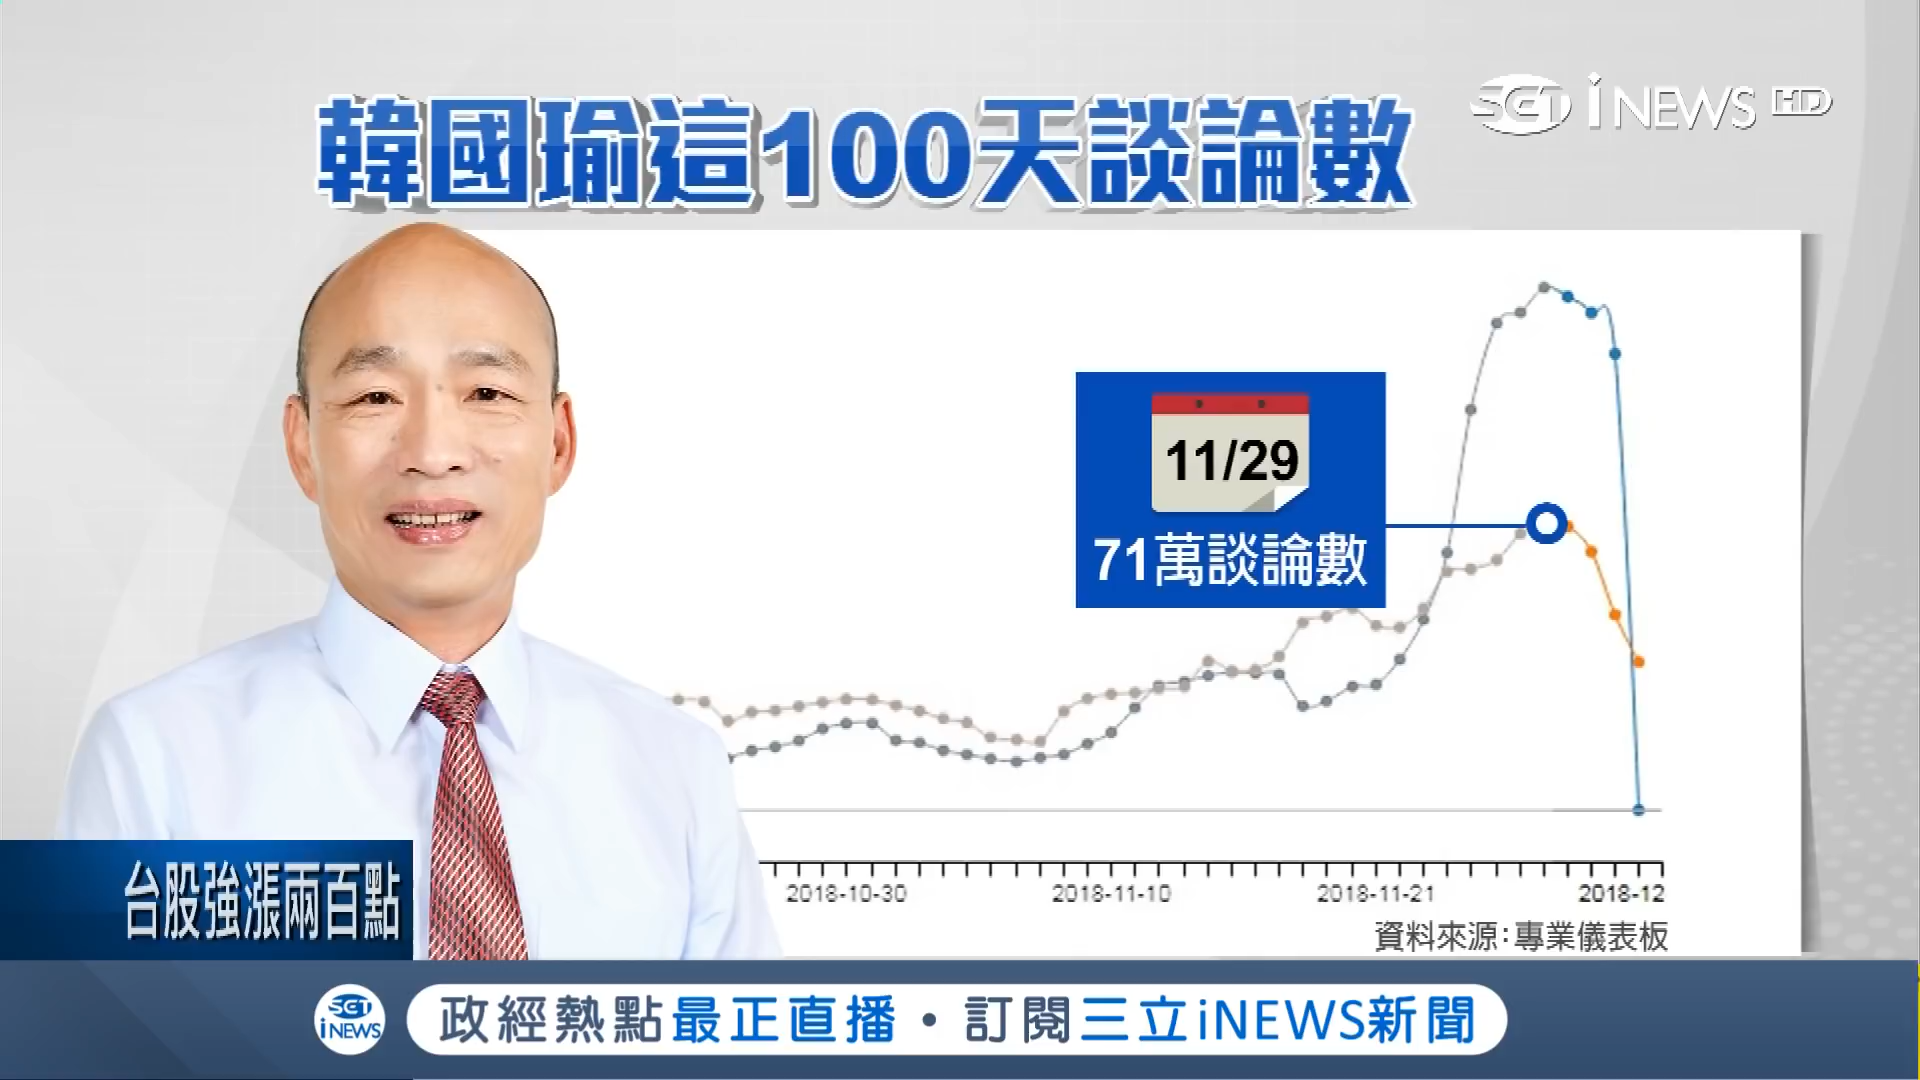 韓國瑜這100天談論數
SET iNEWS HD
11/29
71萬談論數
2018-10-30
2018-11-10
2018-11-21
2018-12
資料來源:專業儀表板
台股強漲兩百點
SET iNEWS
政經熱點最正直播・訂閱三立iNEWS新聞